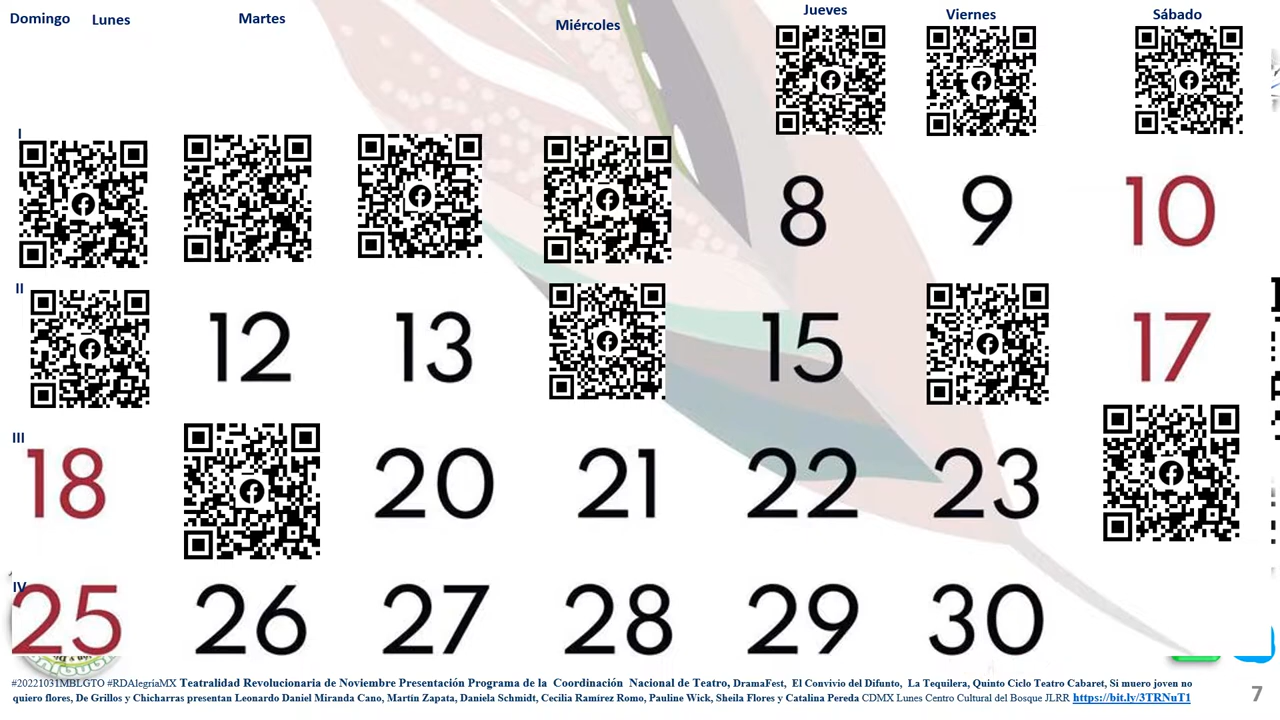 Domingo Lunes Martes Miércoles Jueves Viernes Sábado
I
8 9 10
II
12 13 15 17
III
18 20 21 22 23
IV
25 26 27 28 29 30
#20221031MBLGTO #RDAlegriaMX Teatralidad Revolucionaria de Noviembre Presentación Programa de la Coordinación Nacional de Teatro, DramaFest, El Convivio del Difunto, La Tequilera, Quinto Ciclo Teatro Cabaret, Si muero joven no
quiero flores, De Grillos y Chicharras presentan Leonardo Daniel Miranda Cano, Martín Zapata, Daniela Schmidt, Cecilia Ramírez Romo, Pauline Wick, Sheila Flores y Catalina Pereda CDMX Lunes Centro Cultural del Bosque JLRR https://bit.ly/3TRNuT1
7